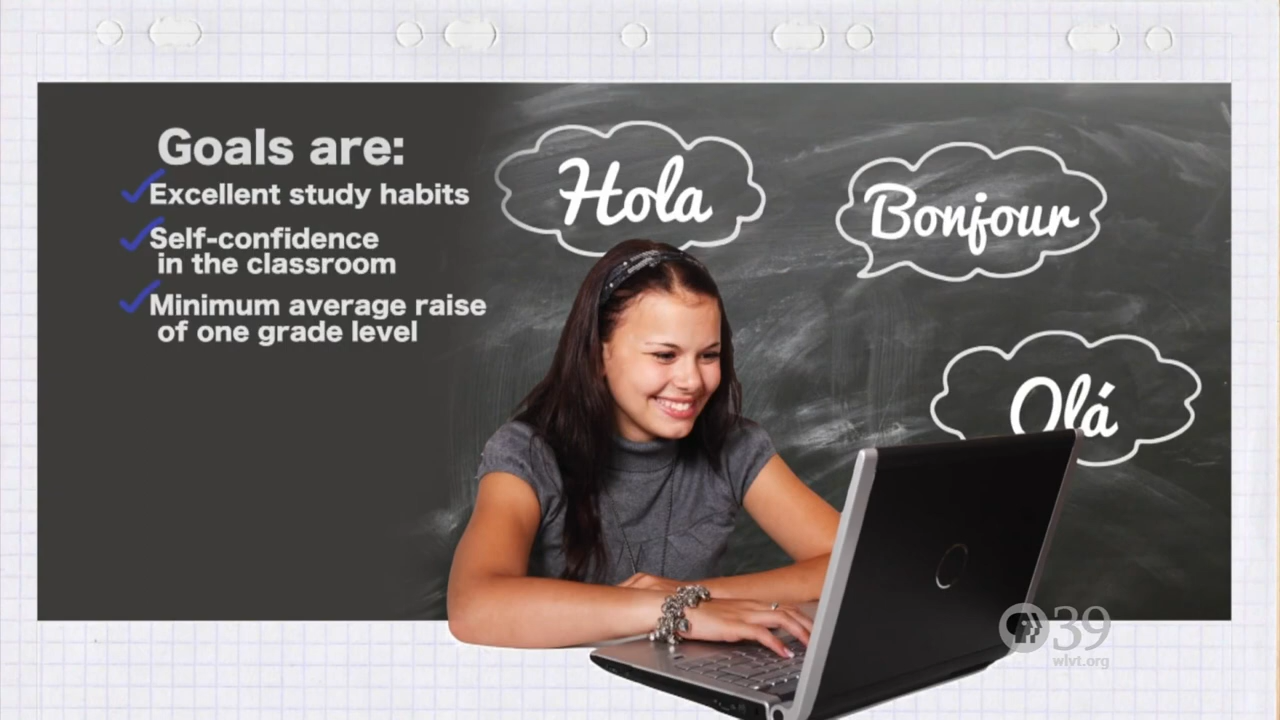 Goals are:
Excellent study habits
Self-confidence
in the classroom
Minimum average raise
of one grade level
Hola
Bonjour
Olá
39
wlvt.org